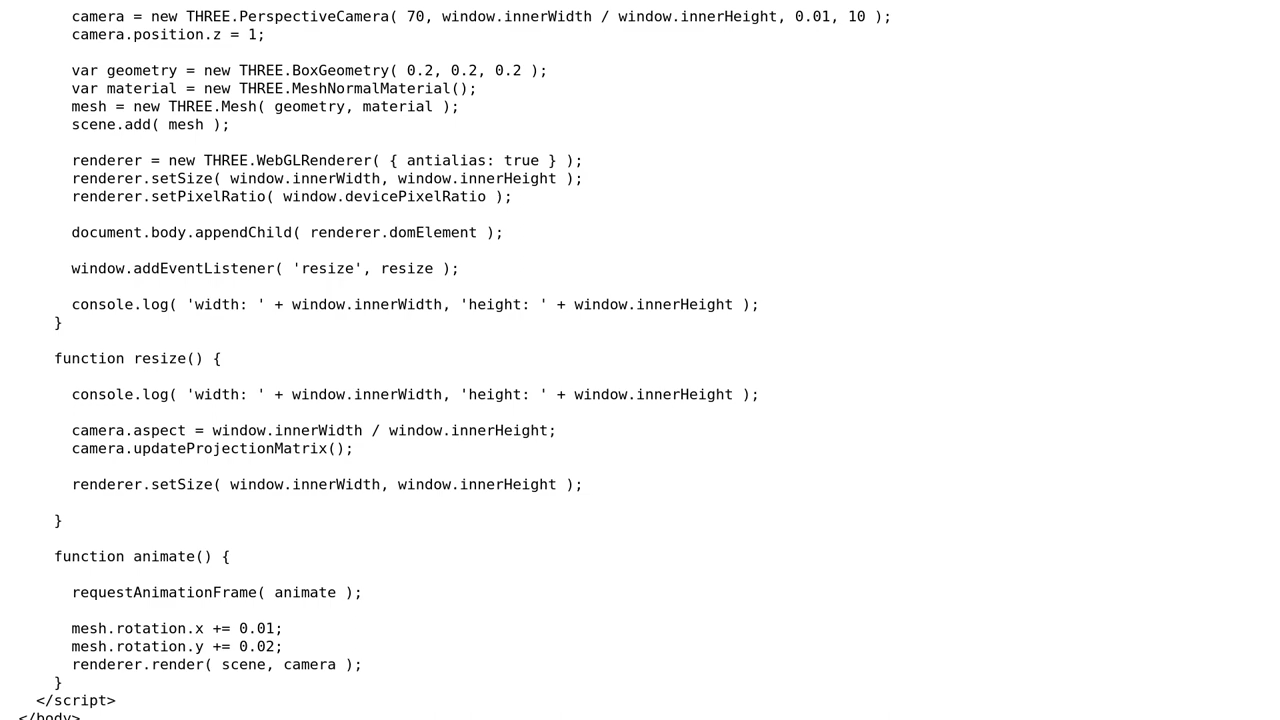 camera = new THREE.PerspectiveCamera( 70, window.innerWidth / window.innerHeight, 0.01, 10 );
camera.position.z = 1;
var geometry = new THREE.BoxGeometry( 0.2, 0.2, 0.2 );
var material = new THREE.MeshNormalMaterial();
mesh = new THREE.Mesh( geometry, material );
scene.add( mesh );
renderer = new THREE.WebGLRenderer( { antialias: true } );
renderer.setSize( window.innerWidth, window.innerHeight );
renderer.setPixelRatio( window.devicePixelRatio );
document.body.appendChild( renderer.domElement );
window.addEventListener( 'resize', resize );
console.log( 'width: ' + window.innerWidth, 'height: ' + window.innerHeight );
}
function resize() {
console.log( 'width: ' + window.innerWidth, 'height: ' + window.innerHeight );
camera.aspect = window.innerWidth / window.innerHeight;
camera.updateProjectionMatrix();
renderer.setSize( window.innerWidth, window.innerHeight );
}
function animate() {
requestAnimationFrame( animate );
mesh.rotation.x += 0.01;
mesh.rotation.y += 0.02;
renderer.render( scene, camera );
}
</script>
</body>